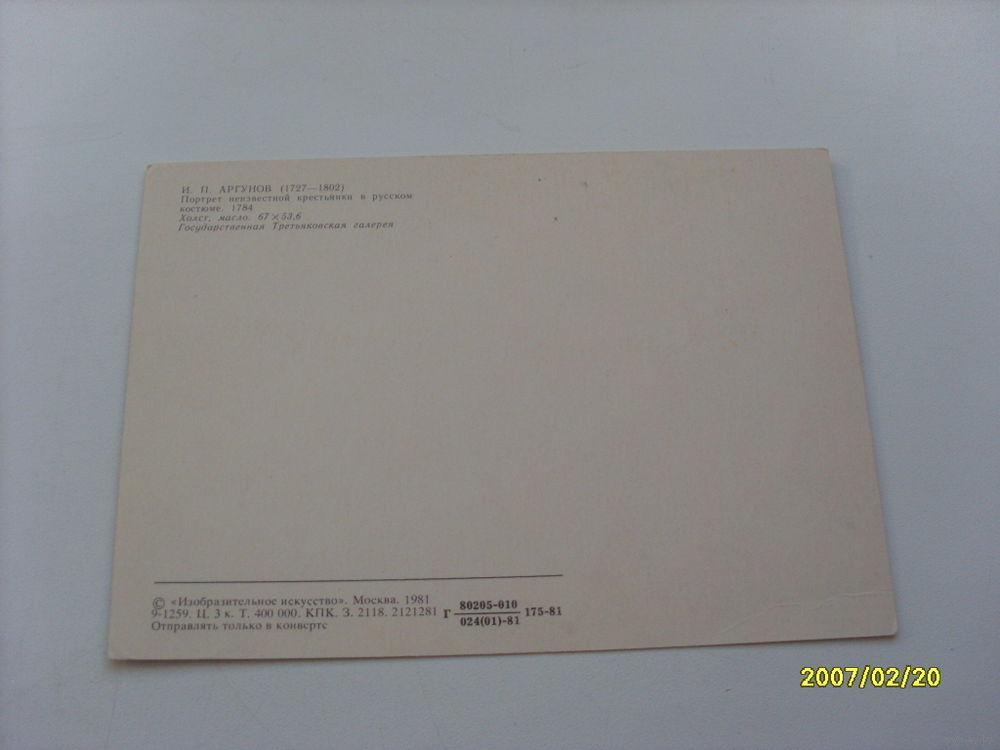 И. П. АРГУНОВ (1727—1802)
Портрет неизвестной крестьянки в русском
костюме. 1784
Холст, масло. 67×53,6
Государственная Третьяковская галерея
© «Изобразительное искусство». Москва. 1981
9-1259. Ц. 3 к. Т. 400 000. КПК. З. 2118. 2121281
Г 80205-010 175-81
024(01)-81
Отправлять только в конверте
2007/02/20